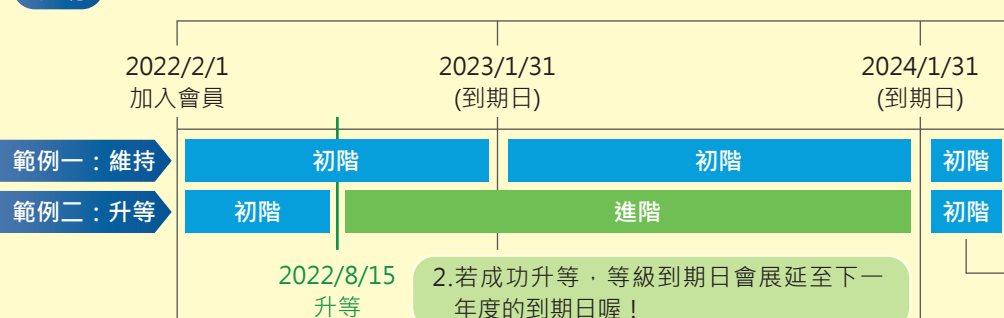 2022/2/1
加入會員
2023/1/31
(到期日)
2024/1/31
(到期日)
範例一：維持
初階
初階
初階
範例二：升等
初階
進階
初階
2022/8/15
升等
2.若成功升等，等級到期日會展延至下一
年度的到期日喔！